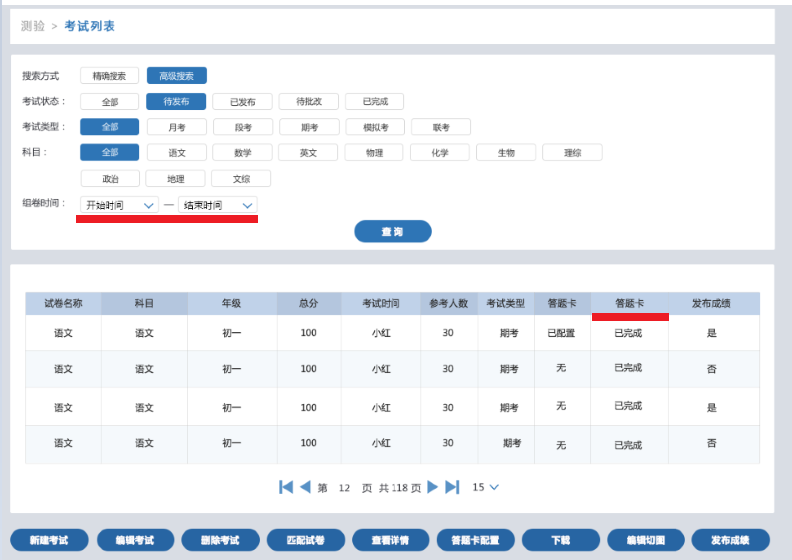 测验 > 考试列表
搜索方式 精确搜索 高级搜索
考试状态： 全部 待发布 已发布 待批改 已完成
考试类型： 全部 月考 段考 期考 模拟考 联考
科目： 全部 语文 数学 英文 物理 化学 生物 理综
政治 地理 文综
组卷时间： 开始时间 — 结束时间
查询
试卷名称 科目 年级 总分 考试时间 参考人数 考试类型 答题卡 答题卡 发布成绩
语文 语文 初一 100 小红 30 期考 已配置 已完成 是
语文 语文 初一 100 小红 30 期考 无 已完成 否
语文 语文 初一 100 小红 30 期考 无 已完成 是
语文 语文 初一 100 小红 30 期考 无 已完成 否
第 12 页 共118页 15
新建考试 编辑考试 删除考试 匹配试卷 查看详情 答题卡配置 下载 编辑切图 发布成绩